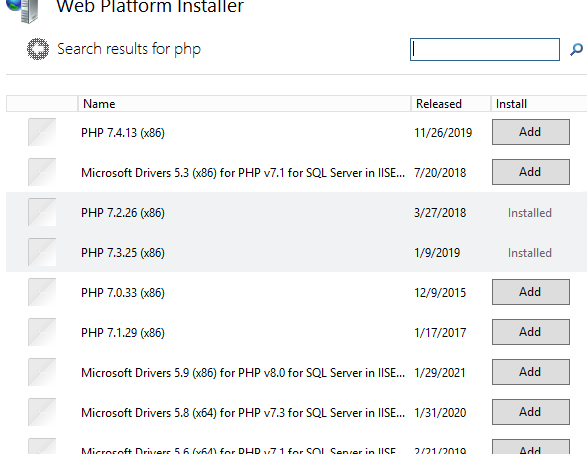 Web Platform Installer
Search results for php
Name Released Install
PHP 7.4.13 (x86) 11/26/2019 Add
Microsoft Drivers 5.3 (x86) for PHP v7.1 for SQL Server in IISE... 7/20/2018 Add
PHP 7.2.26 (x86) 3/27/2018 Installed
PHP 7.3.25 (x86) 1/9/2019 Installed
PHP 7.0.33 (x86) 12/9/2015 Add
PHP 7.1.29 (x86) 1/17/2017 Add
Microsoft Drivers 5.9 (x86) for PHP v8.0 for SQL Server in IISE... 1/29/2021 Add
Microsoft Drivers 5.8 (x64) for PHP v7.3 for SQL Server in IISE... 1/31/2020 Add
Microsoft Drivers 5.6 (x64) for PHP v7.1 for SQL Server in IISE... 2/21/2019 Add